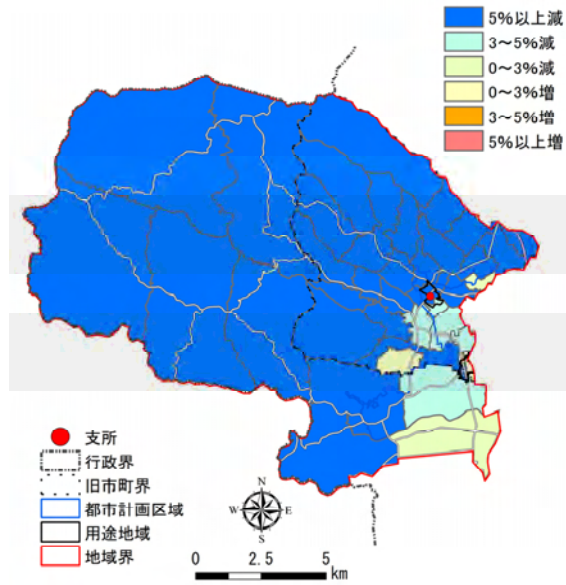 5%以上減
3〜5%減
0〜3%減
0〜3%増
3〜5%増
5%以上増
支所
行政界
旧市町界
都市計画区域
用途地域
地域界
N
W
E
S
0 2.5 5
km